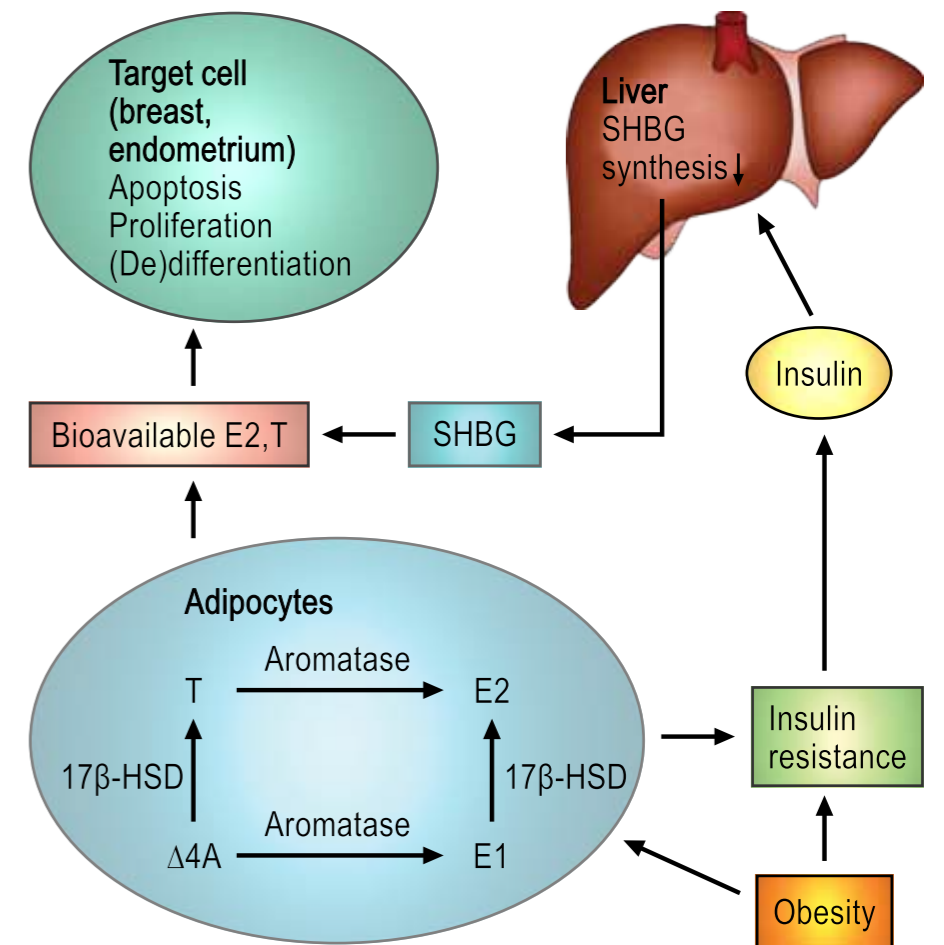 Target cell
(breast,
endometrium)
Apoptosis
Proliferation
(De)differentiation
Liver
SHBG
synthesis↓
Insulin
Bioavailable E2,T
SHBG
Adipocytes
Aromatase
T
E2
17β-HSD
17β-HSD
Aromatase
Δ4A
E1
Insulin
resistance
Obesity